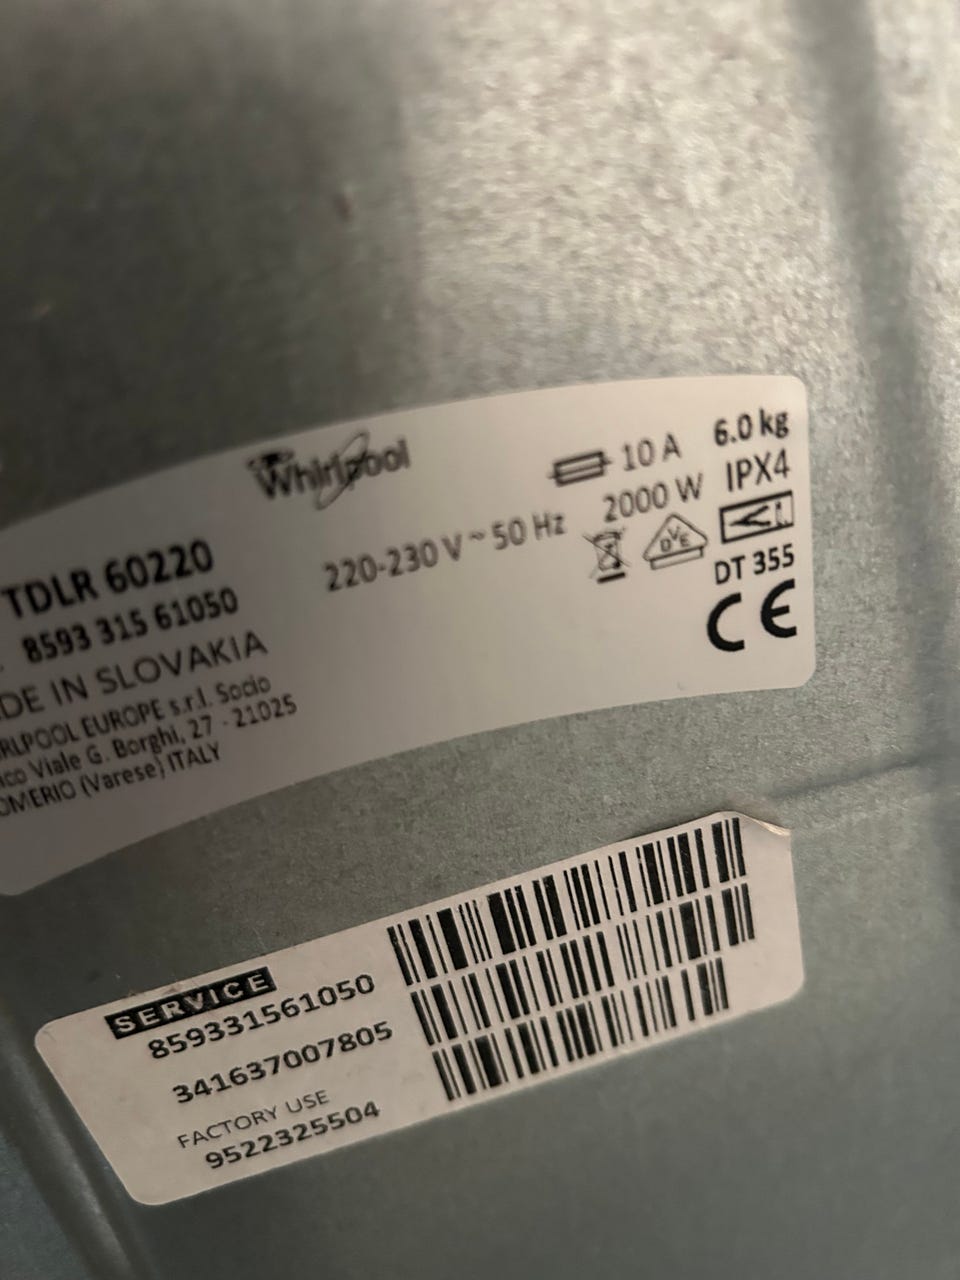 Whirlpool
10 A
6.0 kg
2000 W
IPX4
220-230 V ~ 50 Hz
DVE
DT 355
CE
TDLR 60220
8593 315 61050
DE IN SLOVAKIA
RLPOOL EUROPE s.r.l. Socio
ico Viale G. Borghi, 27 - 21025
OMERIO (Varese) ITALY
SERVICE
859331561050
341637007805
FACTORY USE
9522325504